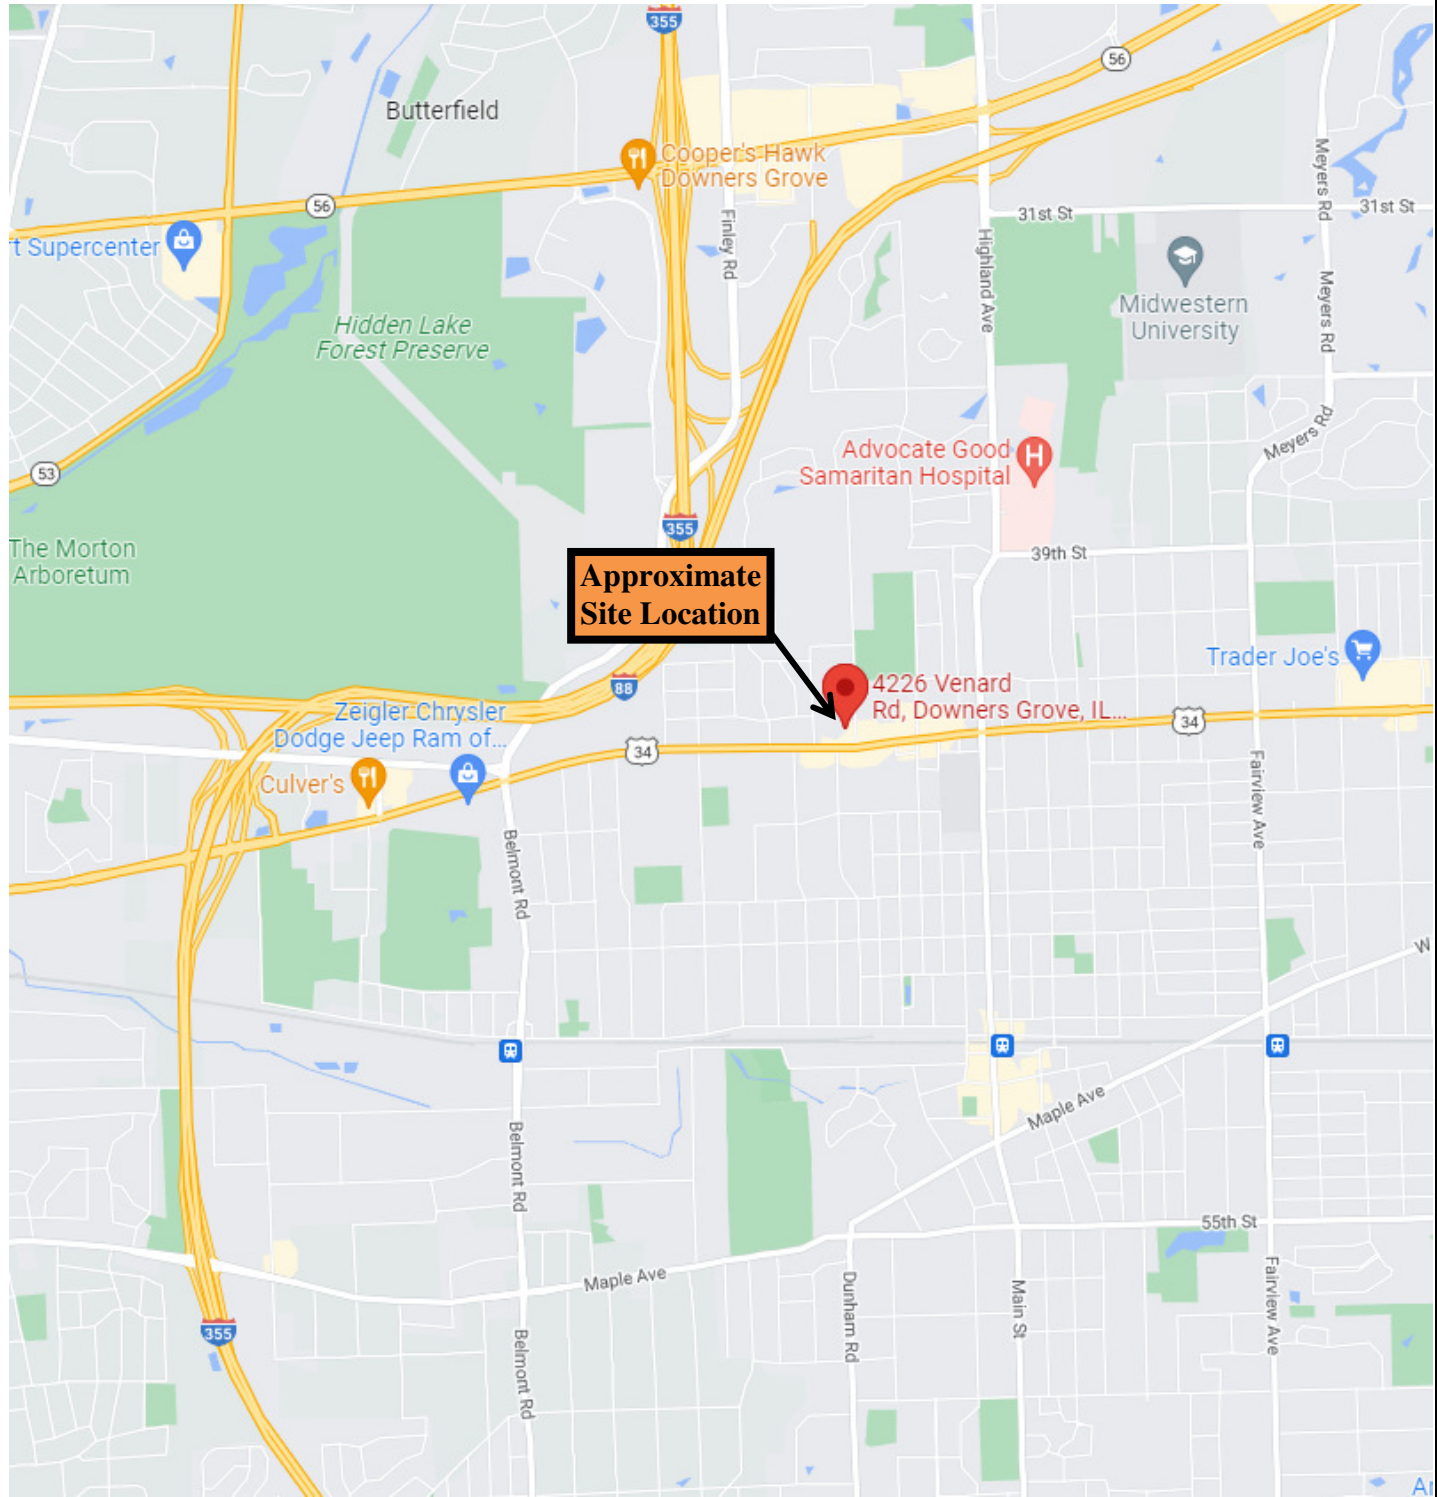 355
56
Butterfield
Cooper's Hawk
Downers Grove
Meyers Rd
56
31st St
31st St
Finley Rd
Highland Ave
't Supercenter
Midwestern
University
Meyers Rd
Hidden Lake
Forest Preserve
Meyers Rd
Advocate Good
Samaritan Hospital
H
53
355
The Morton
Arboretum
39th St
Approximate
Site Location
Trader Joe's
88
4226 Venard
Rd, Downers Grove, IL...
Zeigler Chrysler
Dodge Jeep Ram of...
34
34
Culver's
Fairview Ave
Belmont Rd
W
Maple Ave
Belmont Rd
55th St
Maple Ave
Dunham Rd
Main St
Fairview Ave
355
Belmont Rd